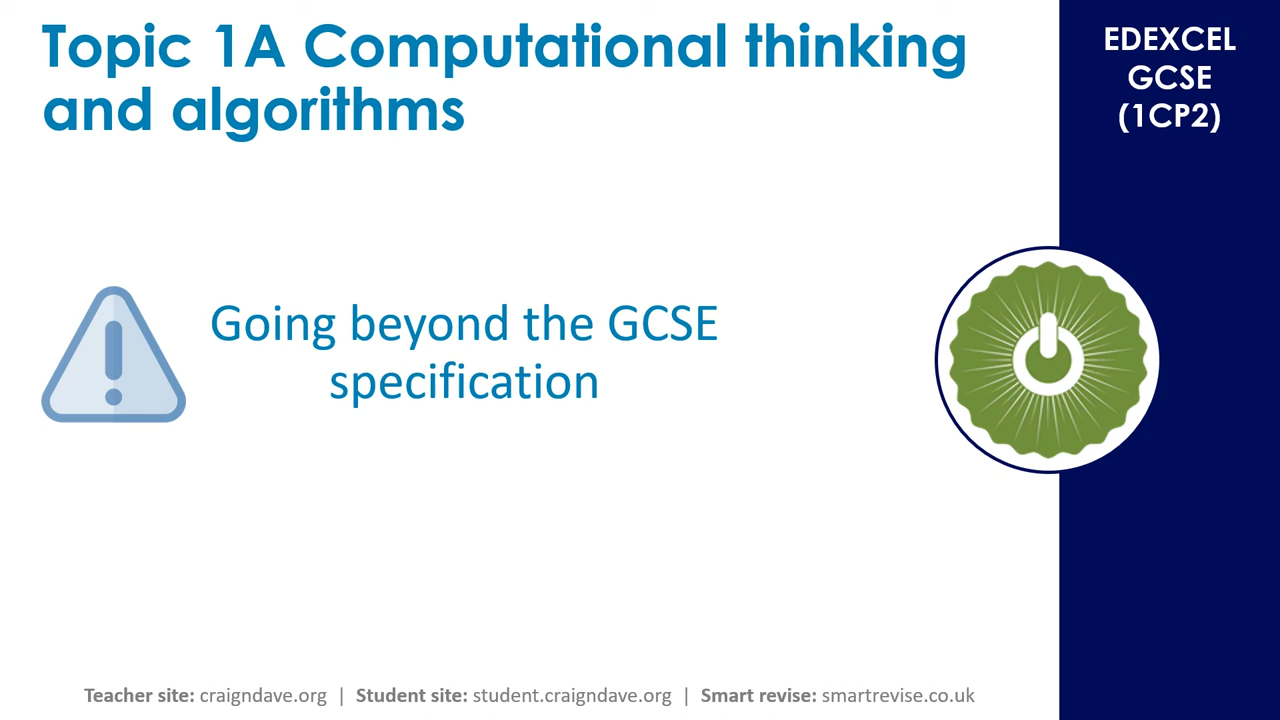 Topic 1A Computational thinking
and algorithms
EDEXCEL
GCSE
(1CP2)
Going beyond the GCSE
specification
Teacher site: craigndave.org | Student site: student.craigndave.org | Smart revise: smartrevise.co.uk